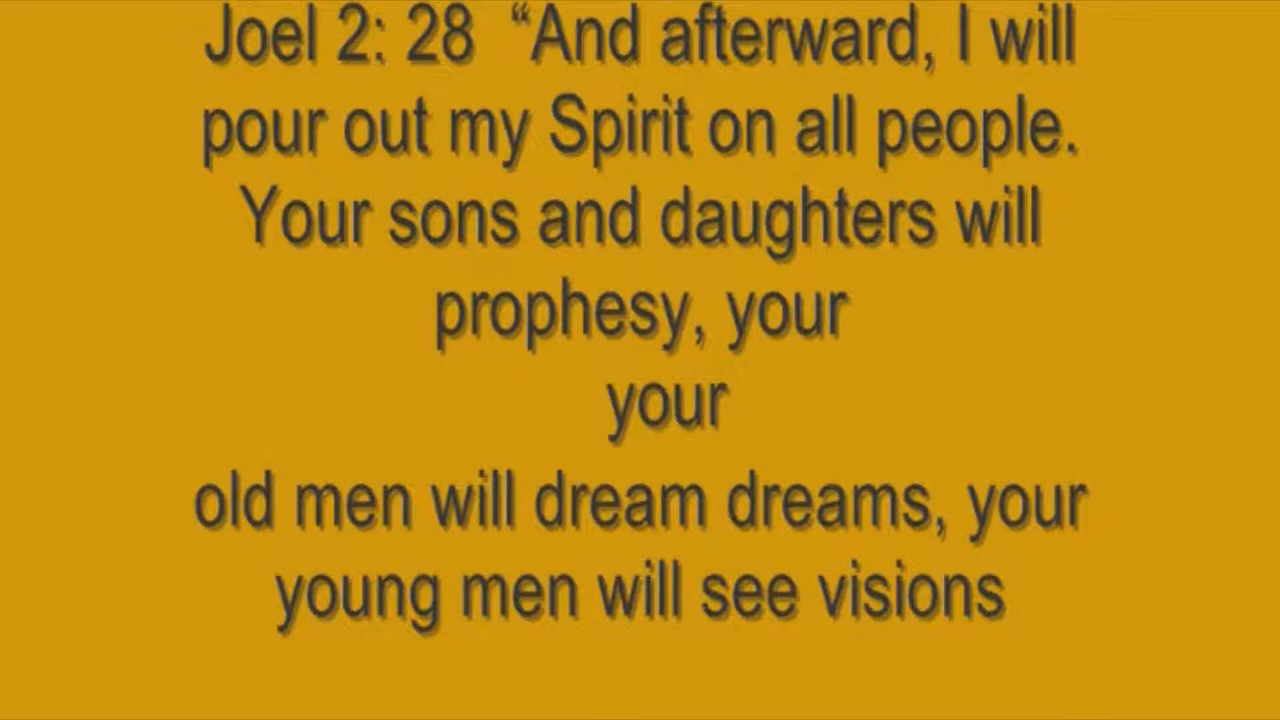 Joel 2: 28  “And afterward, I will
pour out my Spirit on all people.
Your sons and daughters will
prophesy, your
your
old men will dream dreams, your
young men will see visions